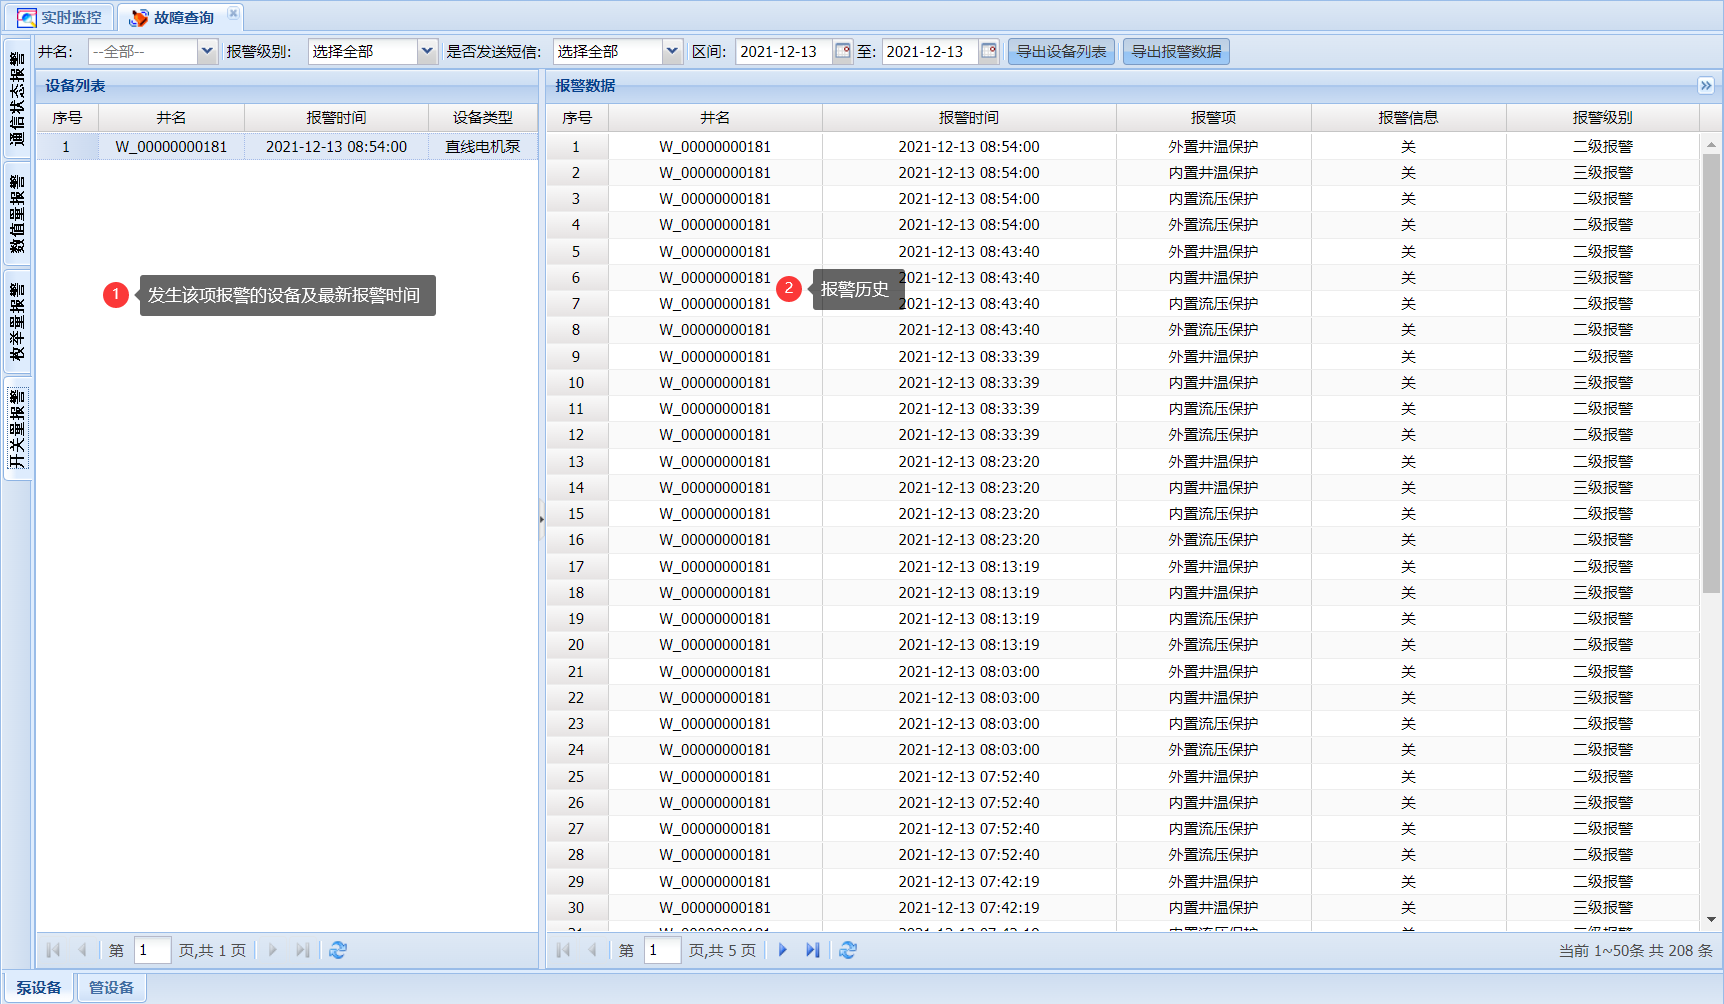 实时监控 故障查询
井名: --全部-- 报警级别: 选择全部 是否发送短信: 选择全部 区间: 2021-12-13 至: 2021-12-13 导出设备列表 导出报警数据
通信状态报警
数值量报警
枚举量报警
开关量报警
设备列表
序号 井名 报警时间 设备类型
1 W_00000000181 2021-12-13 08:54:00 直线电机泵
1 发生该项报警的设备及最新报警时间
第 1 页,共 1 页
报警数据
序号 井名 报警时间 报警项 报警信息 报警级别
1 W_00000000181 2021-12-13 08:54:00 外置井温保护 关 二级报警
2 W_00000000181 2021-12-13 08:54:00 内置井温保护 关 三级报警
3 W_00000000181 2021-12-13 08:54:00 内置流压保护 关 二级报警
4 W_00000000181 2021-12-13 08:54:00 外置流压保护 关 二级报警
5 W_00000000181 2021-12-13 08:43:40 外置井温保护 关 二级报警
6 W_00000000181 2021-12-13 08:43:40 内置井温保护 关 三级报警
2 报警历史
7 W_00000000181 2021-12-13 08:43:40 内置流压保护 关 二级报警
8 W_00000000181 2021-12-13 08:43:40 外置流压保护 关 二级报警
9 W_00000000181 2021-12-13 08:33:39 外置井温保护 关 二级报警
10 W_00000000181 2021-12-13 08:33:39 内置井温保护 关 三级报警
11 W_00000000181 2021-12-13 08:33:39 内置流压保护 关 二级报警
12 W_00000000181 2021-12-13 08:33:39 外置流压保护 关 二级报警
13 W_00000000181 2021-12-13 08:23:20 外置井温保护 关 二级报警
14 W_00000000181 2021-12-13 08:23:20 内置井温保护 关 三级报警
15 W_00000000181 2021-12-13 08:23:20 内置流压保护 关 二级报警
16 W_00000000181 2021-12-13 08:23:20 外置流压保护 关 二级报警
17 W_00000000181 2021-12-13 08:13:19 外置井温保护 关 二级报警
18 W_00000000181 2021-12-13 08:13:19 内置井温保护 关 三级报警
19 W_00000000181 2021-12-13 08:13:19 内置流压保护 关 二级报警
20 W_00000000181 2021-12-13 08:13:19 外置流压保护 关 二级报警
21 W_00000000181 2021-12-13 08:03:00 外置井温保护 关 二级报警
22 W_00000000181 2021-12-13 08:03:00 内置井温保护 关 三级报警
23 W_00000000181 2021-12-13 08:03:00 内置流压保护 关 二级报警
24 W_00000000181 2021-12-13 08:03:00 外置流压保护 关 二级报警
25 W_00000000181 2021-12-13 07:52:40 外置井温保护 关 二级报警
26 W_00000000181 2021-12-13 07:52:40 内置井温保护 关 三级报警
27 W_00000000181 2021-12-13 07:52:40 内置流压保护 关 二级报警
28 W_00000000181 2021-12-13 07:52:40 外置流压保护 关 二级报警
29 W_00000000181 2021-12-13 07:42:19 外置井温保护 关 二级报警
30 W_00000000181 2021-12-13 07:42:19 内置井温保护 关 三级报警
第 1 页,共 5 页 当前 1~50条 共 208 条
泵设备 管设备